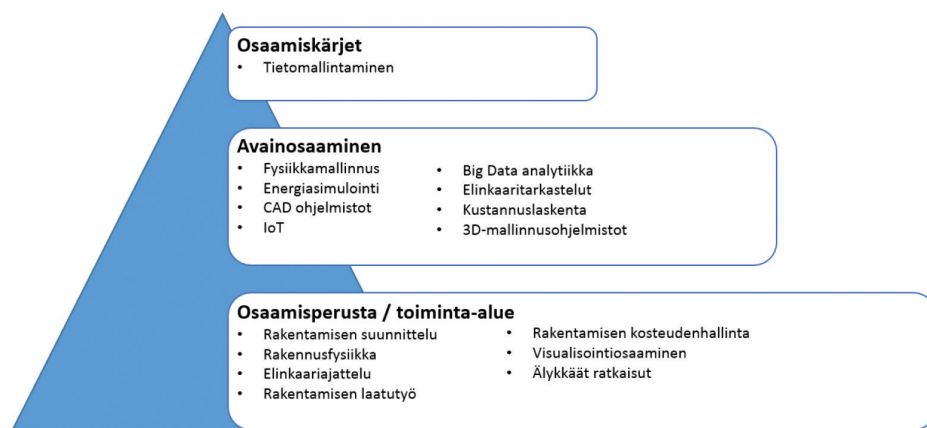 Osaamiskärjet
• Tietomallintaminen
Avainosaaminen
• Fysiikkamallinnus
• Energiasimulointi
• CAD ohjelmistot
• IoT
• Big Data analytiikka
• Elinkaaritarkastelut
• Kustannuslaskenta
• 3D-mallinnusohjelmistot
Osaamisperusta / toiminta-alue
• Rakentamisen suunnittelu
• Rakennusfysiikka
• Elinkaariajattelu
• Rakentamisen laatutyö
• Rakentamisen kosteudenhallinta
• Visualisointiosaaminen
• Älykkäät ratkaisut